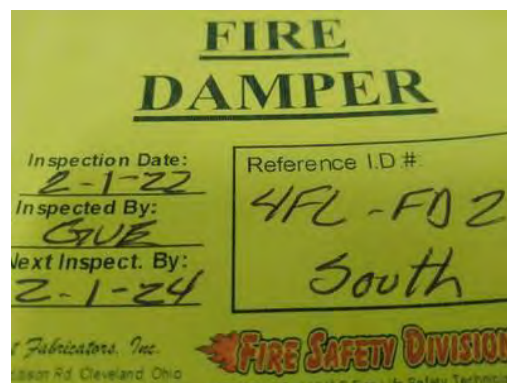 FIRE
DAMPER
Inspection Date:
2-1-22
Inspected By:
GUE
Next Inspect. By:
2-1-24
Reference I.D #:
4FL-FD2
South
Fabricators, Inc.
Rd. Cleveland, Ohio
FIRE SAFETY DIVISION
Safety